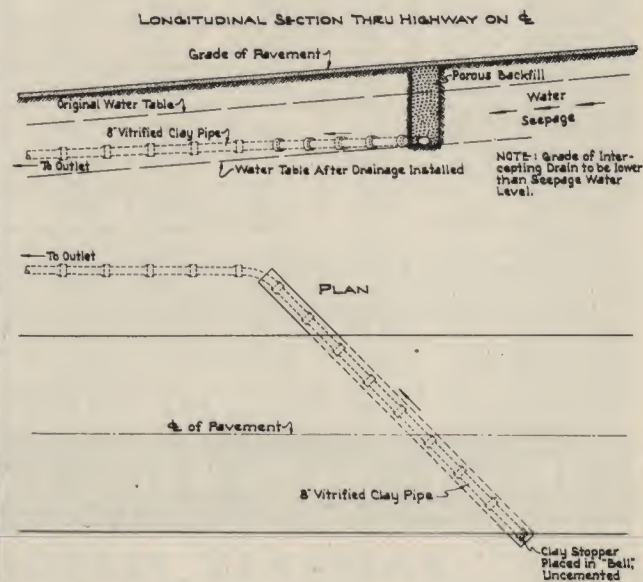 LONGITUDINAL SECTION THRU HIGHWAY ON ℄
Grade of Pavement
Porous Backfill
Original Water Table
Water
Seepage
8" Vitrified Clay Pipe
To Outlet
Water Table After Drainage Installed
NOTE: Grade of Inter-
cepting Drain to be lower
than Seepage Water
Level.
To Outlet
PLAN
℄ of Pavement
8" Vitrified Clay Pipe
Clay Stopper
Placed in "Bell",
Uncemented